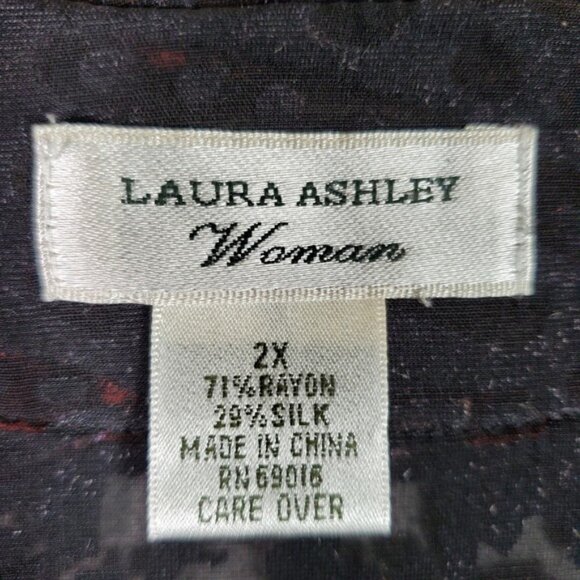 LAURA ASHLEY
Woman
2X
71%RAYON
29%SILK
MADE IN CHINA
RN 69016
CARE OVER